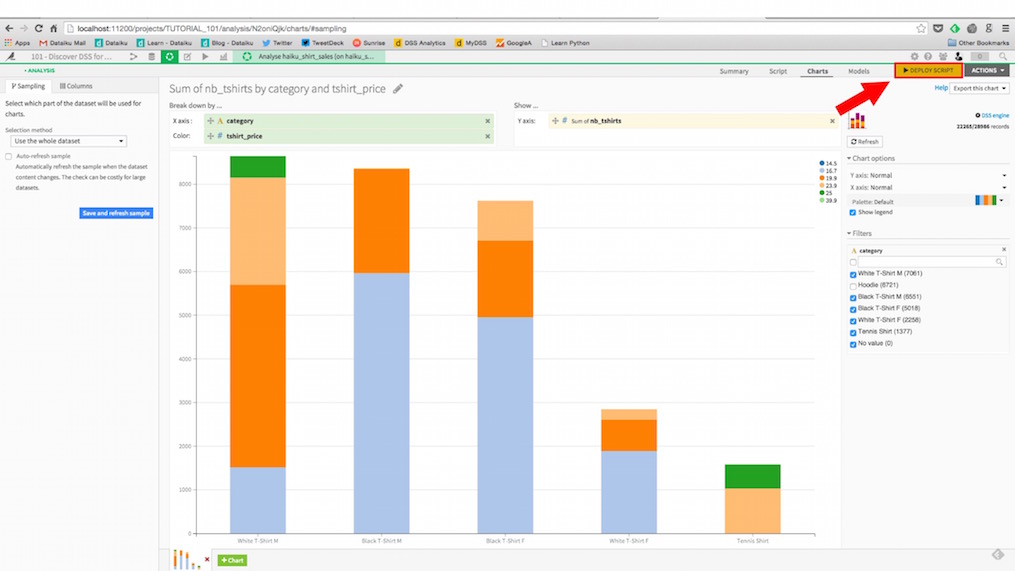 localhost:11200/projects/TUTORIAL_101/analysis/N2oniQjk/charts/#sampling
Apps Dataiku Mail Dataiku Learn - Dataiku Blog - Dataiku Twitter TweetDeck Sunrise DSS Analytics MyDSS GoogleA Learn Python Other Bookmarks
101 - Discover DSS for ... Analyse haiku_shirt_sales (on haiku_s...
ANALYSIS Summary Script Charts Models DEPLOY SCRIPT ACTIONS
Sampling Columns
Select which part of the dataset will be used for
charts.
Selection method
Use the whole dataset
Auto-refresh sample
Automatically refresh the sample when the dataset
content changes. The check can be costly for large
datasets.
Save and refresh sample
Sum of nb_tshirts by category and tshirt_price
Break down by ...
X axis : A category
Color: # tshirt_price
Show ...
Y axis: # Sum of nb_tshirts
Help Export this chart
DSS engine
22265/28986 records
Refresh
14.5
16.7
19.9
23.9
25
39.9
8000
7000
6000
5000
4000
3000
2000
1000
0
White T-Shirt M Black T-Shirt M Black T-Shirt F White T-Shirt F Tennis Shirt
Chart options
Y axis: Normal
X axis: Normal
Palette: Default
Show legend
Filters
A category
White T-Shirt M (7061)
Hoodie (6721)
Black T-Shirt M (6551)
Black T-Shirt F (5018)
White T-Shirt F (2258)
Tennis Shirt (1377)
No value (0)
+ Chart